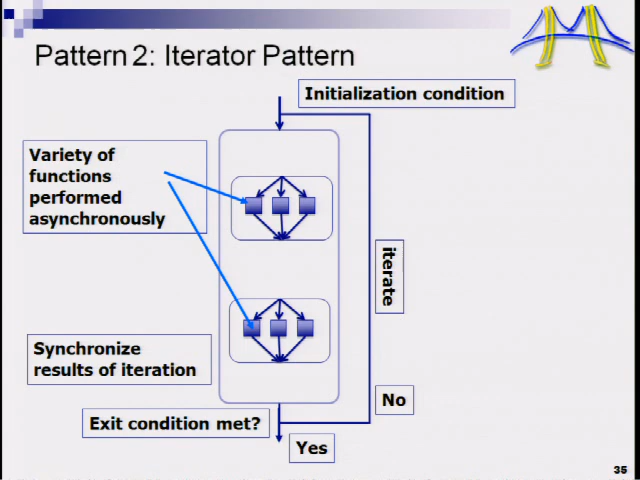 Pattern 2: Iterator Pattern
Initialization condition
Variety of
functions
performed
asynchronously
iterate
Synchronize
results of iteration
No
Exit condition met?
Yes
35